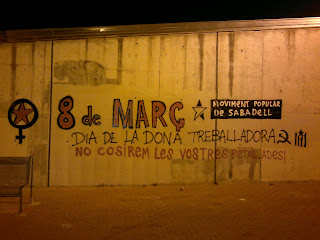 8 de MARÇ
MOVIMENT POPULAR
DE SABADELL
DIA DE LA DONA TREBALLADORA
NO COSIREM LES VOSTRES RETALLADES!